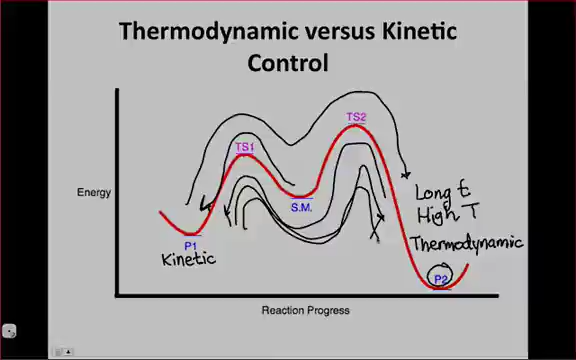 Thermodynamic versus Kinetic
Control
TS2
TS1
Energy
S.M.
Long t
High T
P1
Thermodynamic
Kinetic
P2
Reaction Progress